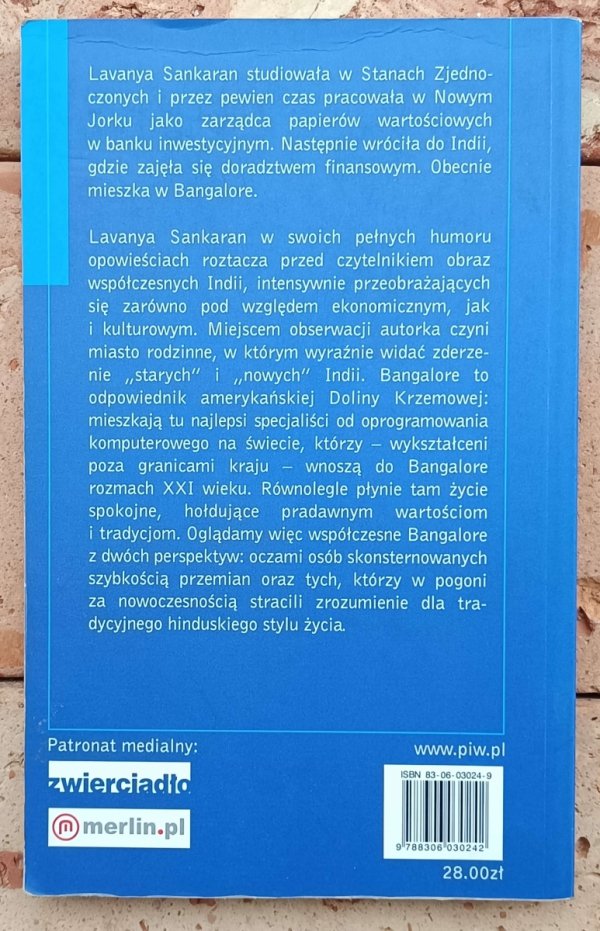 Lavanya Sankaran studiowała w Stanach Zjedno-
czonych i przez pewien czas pracowała w Nowym
Jorku jako zarządca papierów wartościowych
w banku inwestycyjnym. Następnie wróciła do Indii,
gdzie zajęła się doradztwem finansowym. Obecnie
mieszka w Bangalore.
Lavanya Sankaran w swoich pełnych humoru
opowieściach roztacza przed czytelnikiem obraz
współczesnych Indii, intensywnie przeobrażających
się zarówno pod względem ekonomicznym, jak
i kulturowym. Miejscem obserwacji autorka czyni
miasto rodzinne, w którym wyraźnie widać zderze-
nie „starych" i „nowych" Indii. Bangalore to
odpowiednik amerykańskiej Doliny Krzemowej:
mieszkają tu najlepsi specjaliści od oprogramowania
komputerowego na świecie, którzy – wykształceni
poza granicami kraju – wnoszą do Bangalore
rozmach XXI wieku. Równolegle płynie tam życie
spokojne, hołdujące pradawnym wartościom
i tradycjom. Oglądamy więc współczesne Bangalore
z dwóch perspektyw: oczami osób skonsternowanych
szybkością przemian oraz tych, którzy w pogoni
za nowoczesnością stracili zrozumienie dla tra-
dycyjnego hinduskiego stylu życia.
Patronat medialny:
zwierciadło
m merlin.pl
www.piw.pl
ISBN 83-06-03024-9
9 788306 030242
28.00zł